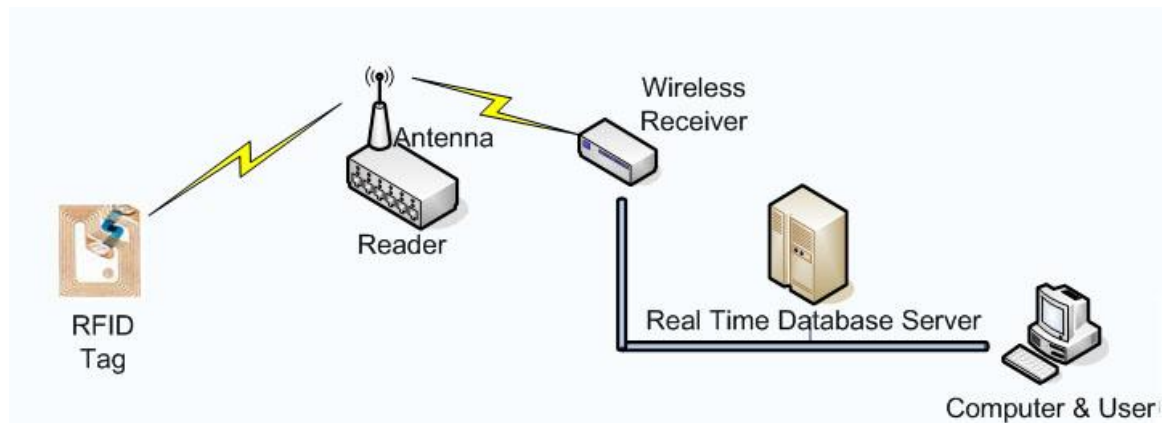 Wireless
Receiver
Antenna
Reader
RFID
Tag
Real Time Database Server
Computer & User